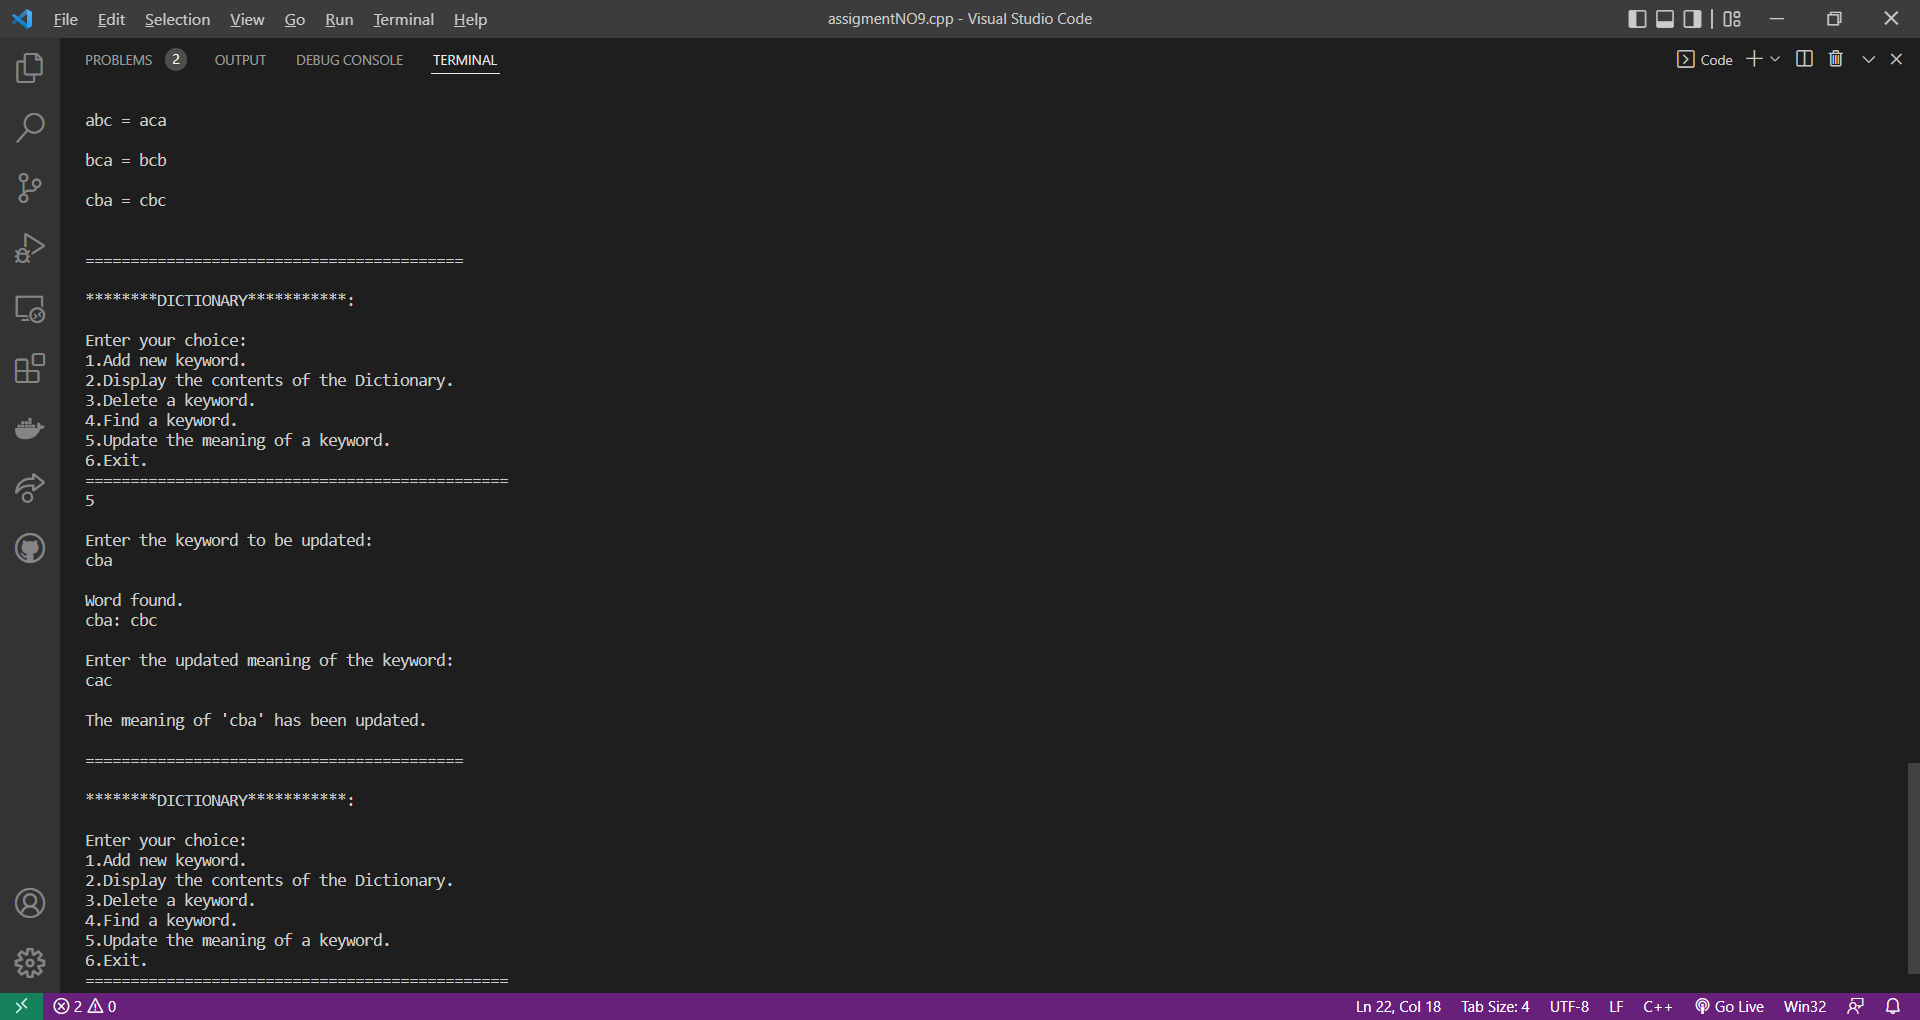 File Edit Selection View Go Run Terminal Help assigmentNO9.cpp - Visual Studio Code
PROBLEMS 2 OUTPUT DEBUG CONSOLE TERMINAL Code
abc = aca
bca = bcb
cba = cbc
==========================================
********DICTIONARY***********:
Enter your choice:
1.Add new keyword.
2.Display the contents of the Dictionary.
3.Delete a keyword.
4.Find a keyword.
5.Update the meaning of a keyword.
6.Exit.
===============================================
5
Enter the keyword to be updated:
cba
Word found.
cba: cbc
Enter the updated meaning of the keyword:
cac
The meaning of 'cba' has been updated.
==========================================
********DICTIONARY***********:
Enter your choice:
1.Add new keyword.
2.Display the contents of the Dictionary.
3.Delete a keyword.
4.Find a keyword.
5.Update the meaning of a keyword.
6.Exit.
===============================================
2 0 Ln 22, Col 18 Tab Size: 4 UTF-8 LF C++ Go Live Win32